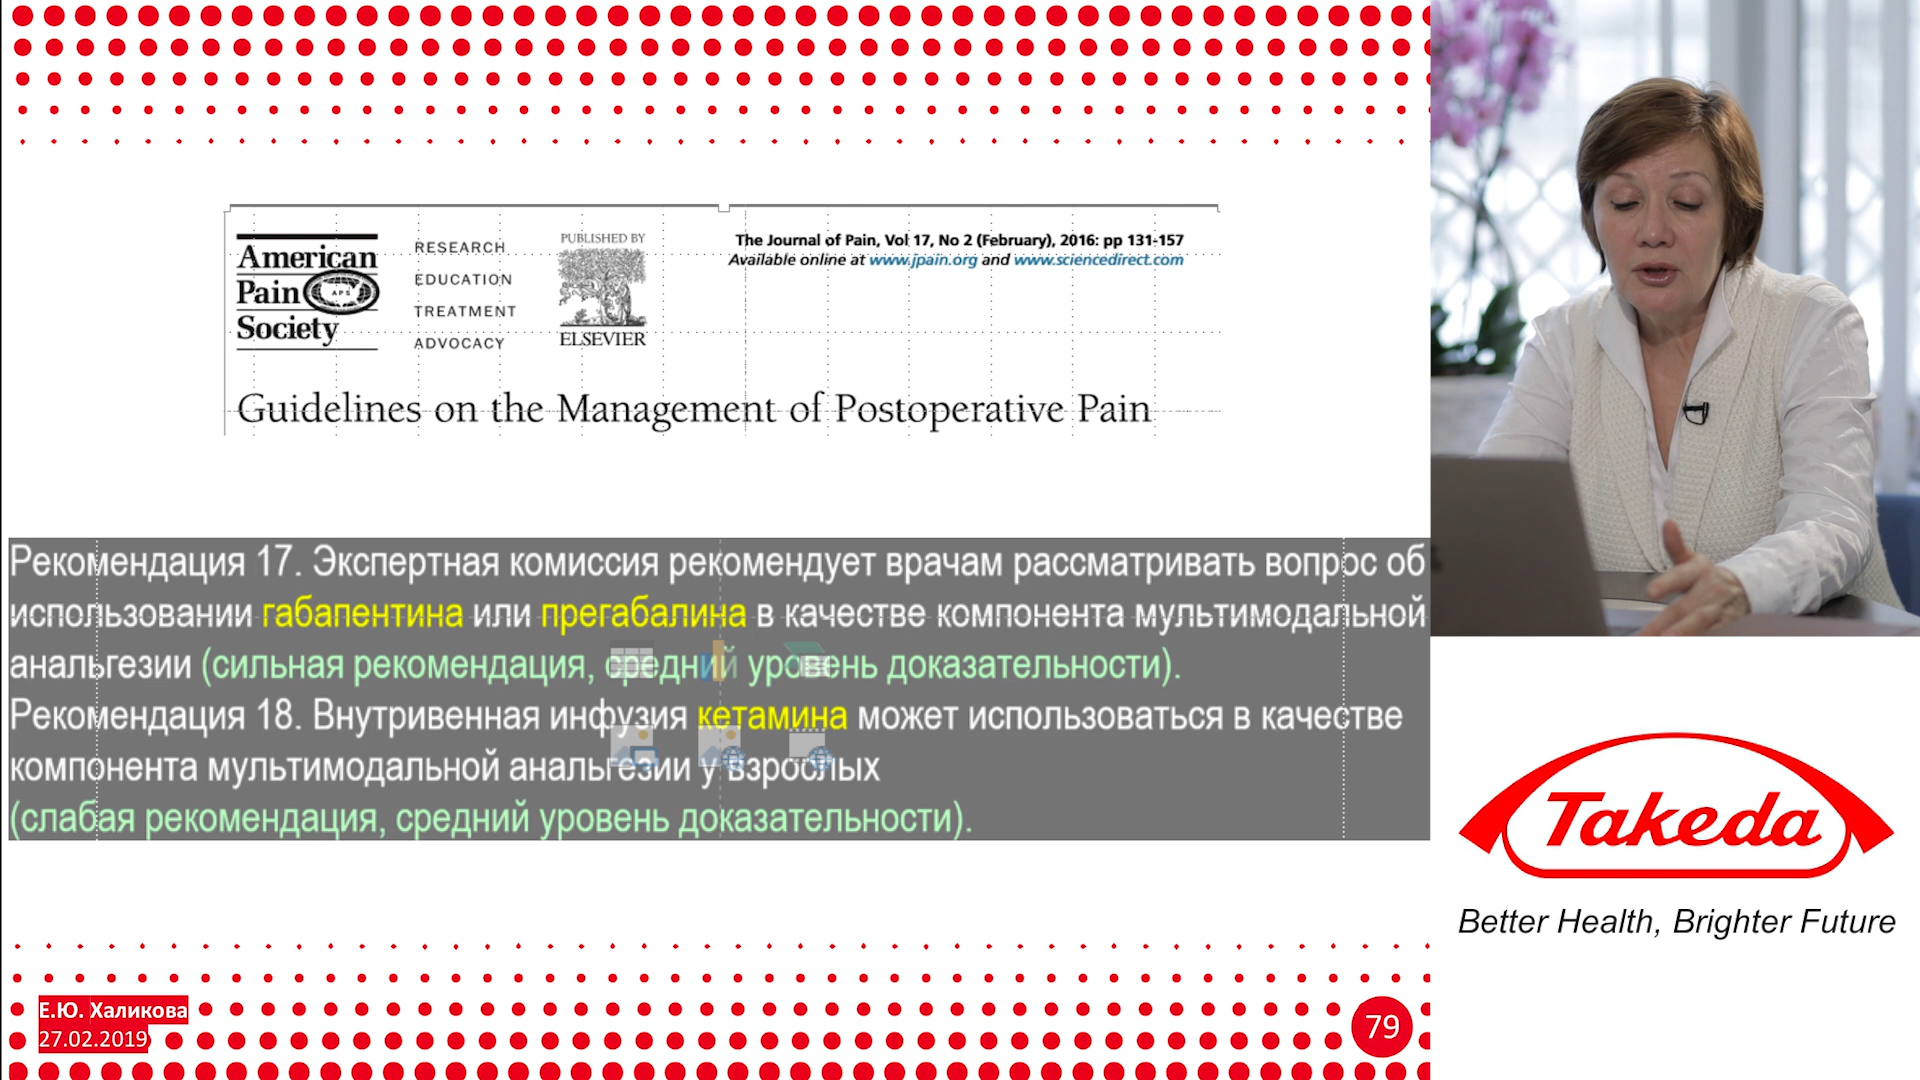 American
Pain
Society
APS
RESEARCH
EDUCATION
TREATMENT
ADVOCACY
PUBLISHED BY
ELSEVIER
The Journal of Pain, Vol 17, No 2 (February), 2016: pp 131-157
Available online at www.jpain.org and www.sciencedirect.com
Guidelines on the Management of Postoperative Pain
Рекомендация 17. Экспертная комиссия рекомендует врачам рассматривать вопрос об
использовании габапентина или прегабалина в качестве компонента мультимодальной
анальгезии (сильная рекомендация, средний уровень доказательности).
Рекомендация 18. Внутривенная инфузия кетамина может использоваться в качестве
компонента мультимодальной анальгезии у взрослых
(слабая рекомендация, средний уровень доказательности).
Е.Ю. Халикова
27.02.2019
79
Takeda
Better Health, Brighter Future